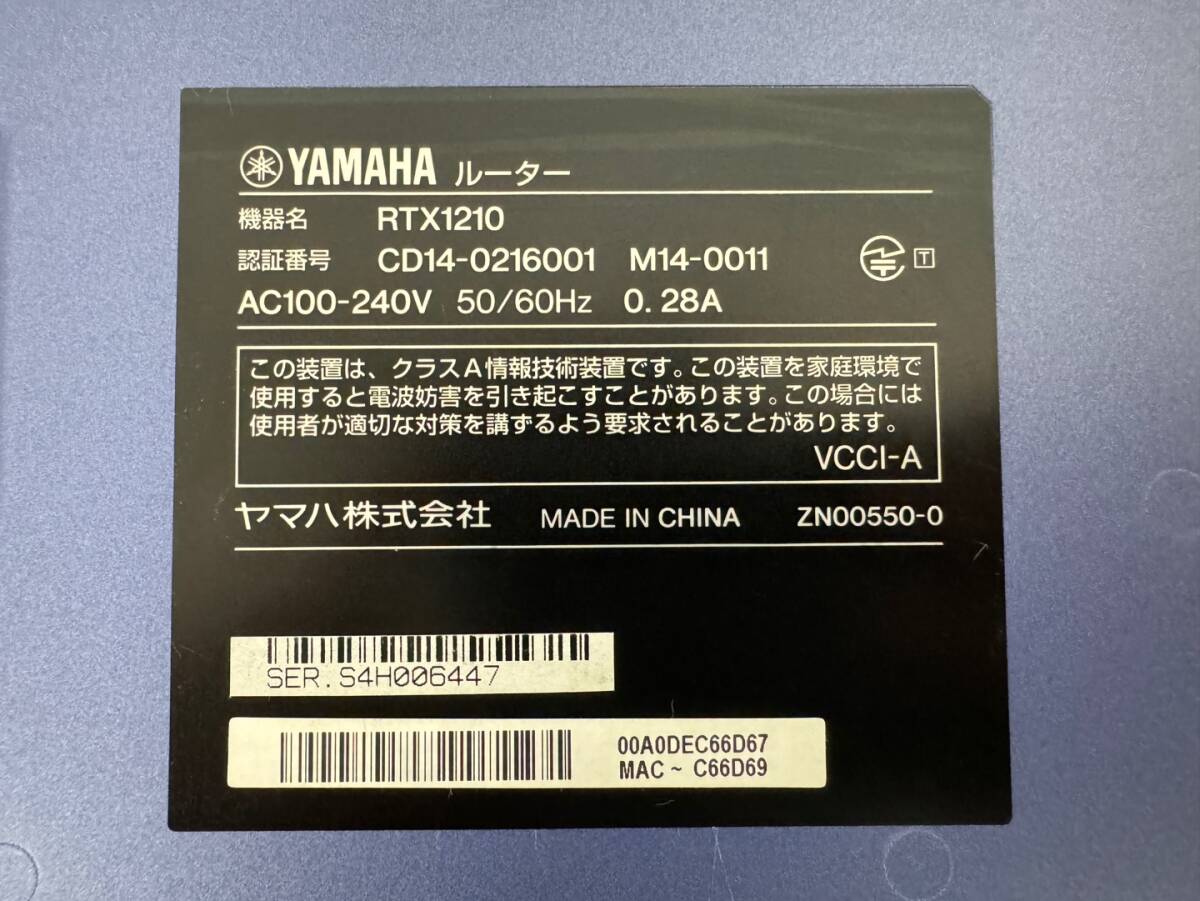 YAMAHA ルーター
機器名 RTX1210
認証番号 CD14-0216001 M14-0011 T
AC100-240V 50/60Hz 0.28A
この装置は、クラスA情報技術装置です。この装置を家庭環境で
使用すると電波妨害を引き起こすことがあります。この場合には
使用者が適切な対策を講ずるよう要求されることがあります。
VCCI-A
ヤマハ株式会社 MADE IN CHINA ZN00550-0
SER.S4H006447
00A0DEC66D67
MAC ~ C66D69